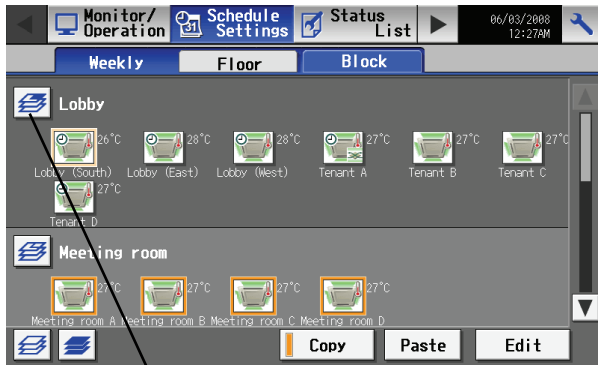 Monitor/ Operation
31 Schedule Settings
Status List
06/03/2008
12:27AM
Weekly Floor Block
Lobby
26°C 28°C 28°C 27°C 27°C 27°C
Lobby (South) Lobby (East) Lobby (West) Tenant A Tenant B Tenant C
27°C
Tenant D
Meeting room
27°C 27°C 27°C 27°C
Meeting room A Meeting room B Meeting room C Meeting room D
Copy Paste Edit